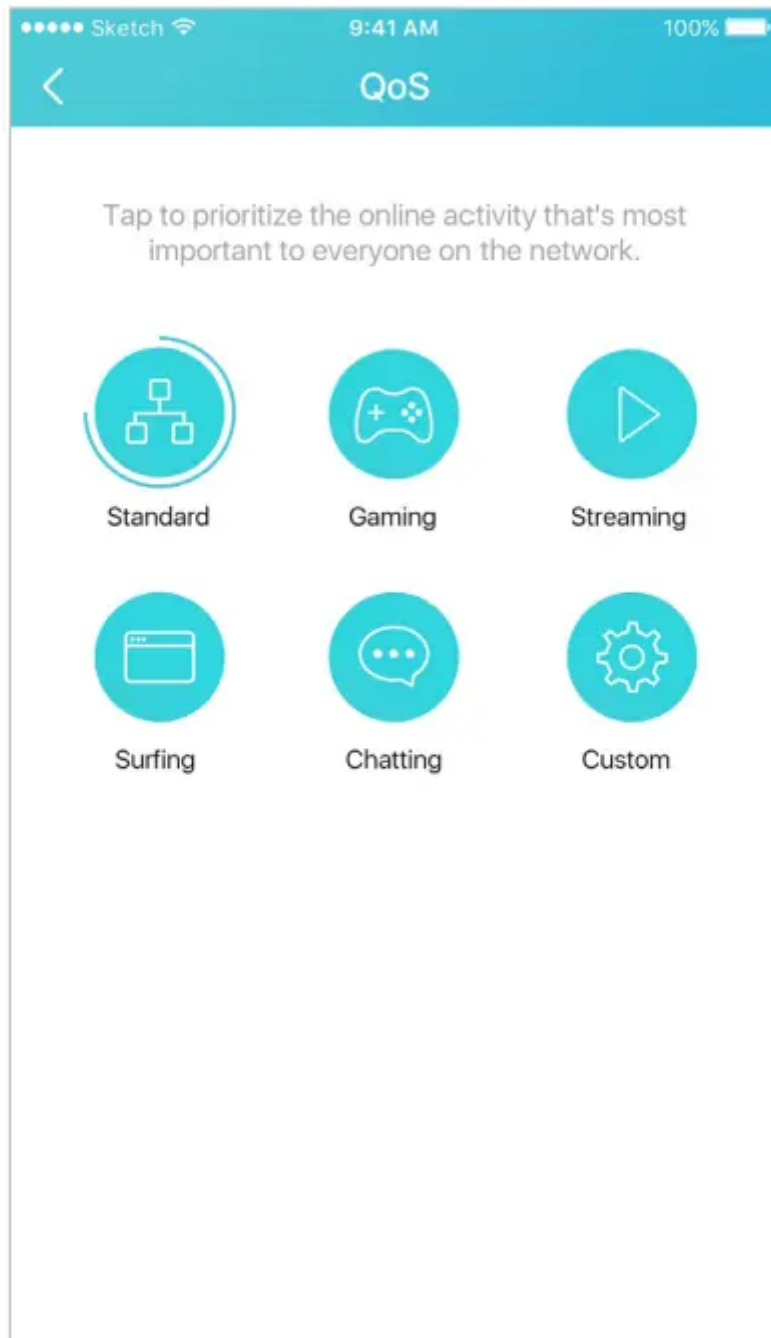 Sketch 9:41 AM 100%
QoS
Tap to prioritize the online activity that's most
important to everyone on the network.
Standard Gaming Streaming
Surfing Chatting Custom